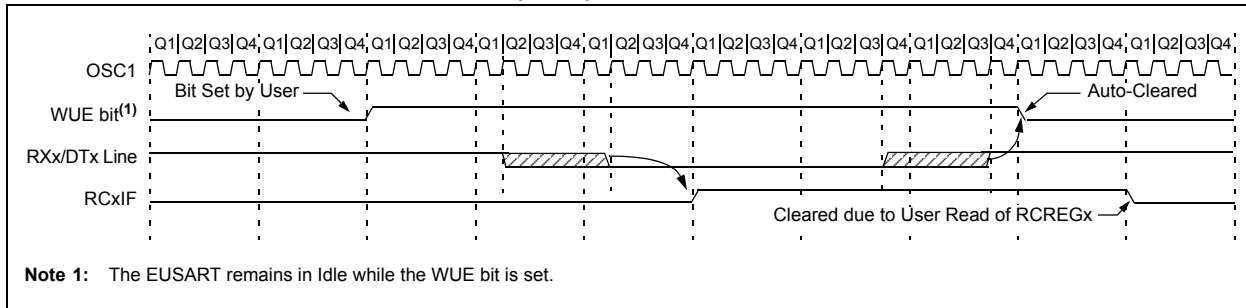 Q1 Q2 Q3 Q4 Q1 Q2 Q3 Q4 Q1 Q2 Q3 Q4 Q1 Q2 Q3 Q4 Q1 Q2 Q3 Q4 Q1 Q2 Q3 Q4 Q1 Q2 Q3 Q4 Q1 Q2 Q3 Q4 Q1 Q2 Q3 Q4 Q1 Q2 Q3 Q4
OSC1
Bit Set by User
Auto-Cleared
WUE bit(1)
RXx/DTx Line
RCxIF
Cleared due to User Read of RCREGx
Note 1: The EUSART remains in Idle while the WUE bit is set.